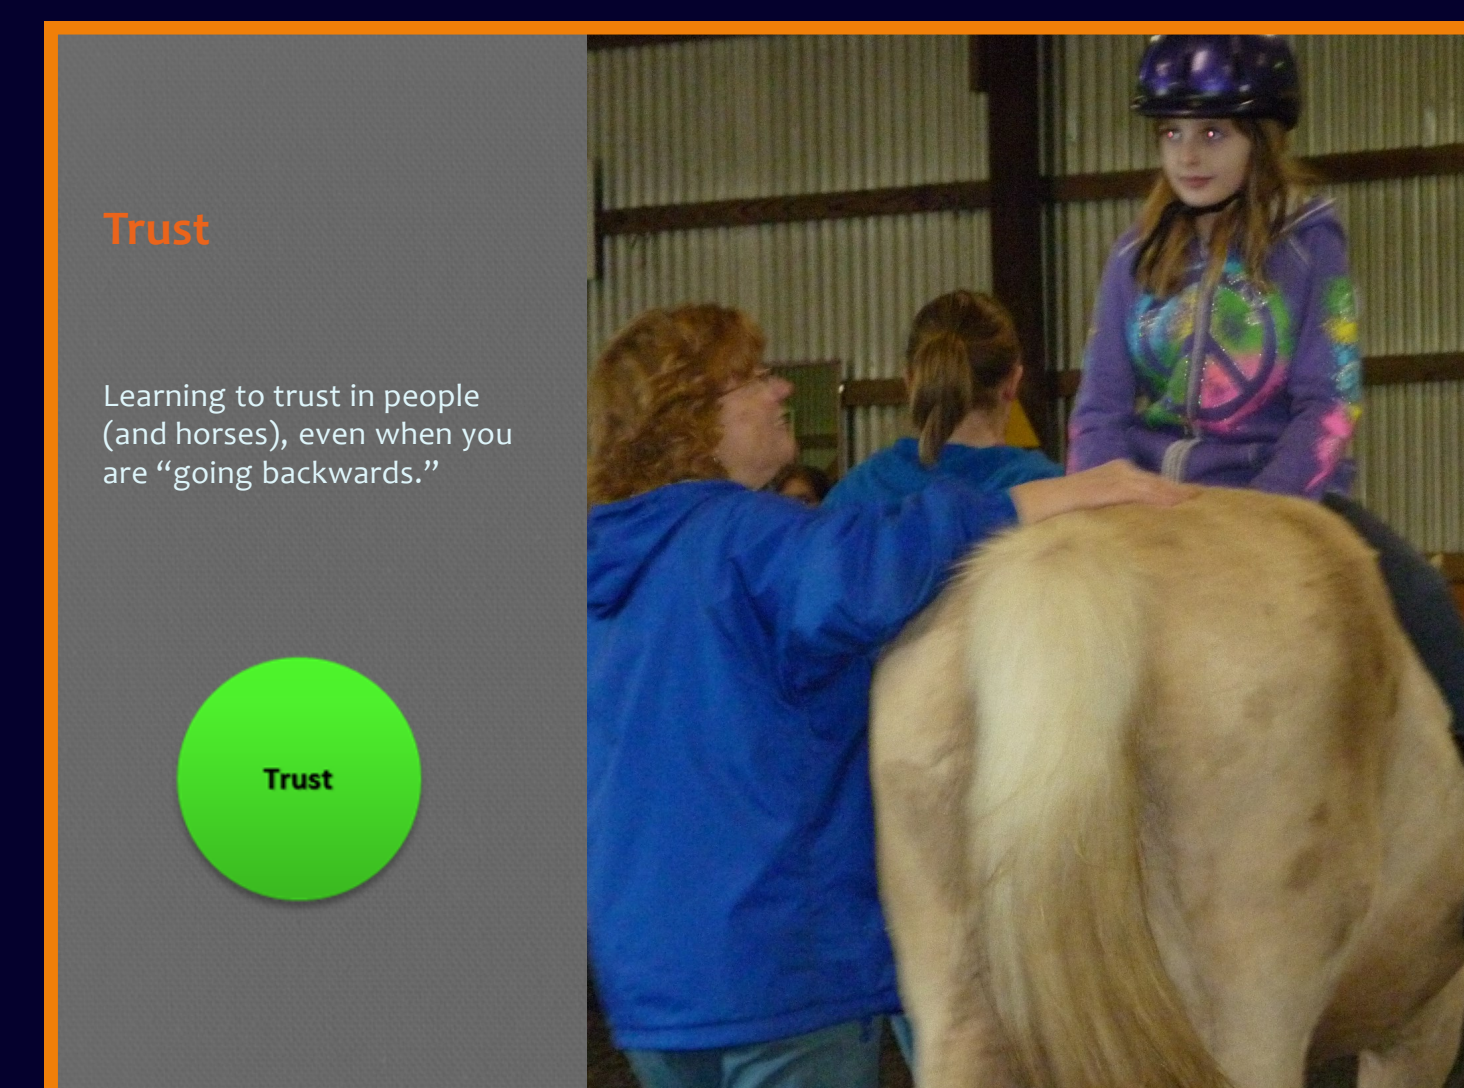 Trust
Learning to trust in people
(and horses), even when you
are “going backwards.”
Trust